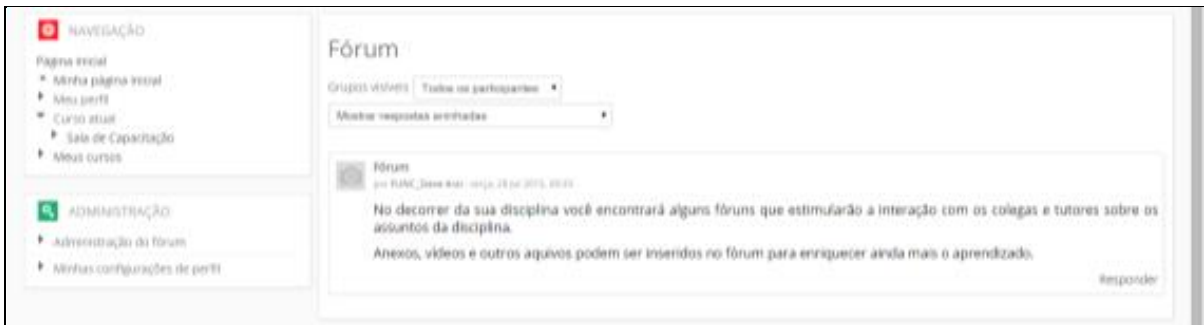 NAVEGAÇÃO
Página inicial
Minha página inicial
Meu perfil
Curso atual
Sala de Capacitação
Meus cursos
ADMINISTRAÇÃO
Administração do fórum
Minhas configurações de perfil
Fórum
Grupos visíveis Todos os participantes
Mostrar respostas aninhadas
Fórum
por
No decorrer da sua disciplina você encontrará alguns fóruns que estimularão a interação com os colegas e tutores sobre os
assuntos da disciplina.
Anexos, vídeos e outros aquivos podem ser inseridos no fórum para enriquecer ainda mais o aprendizado.
Responder